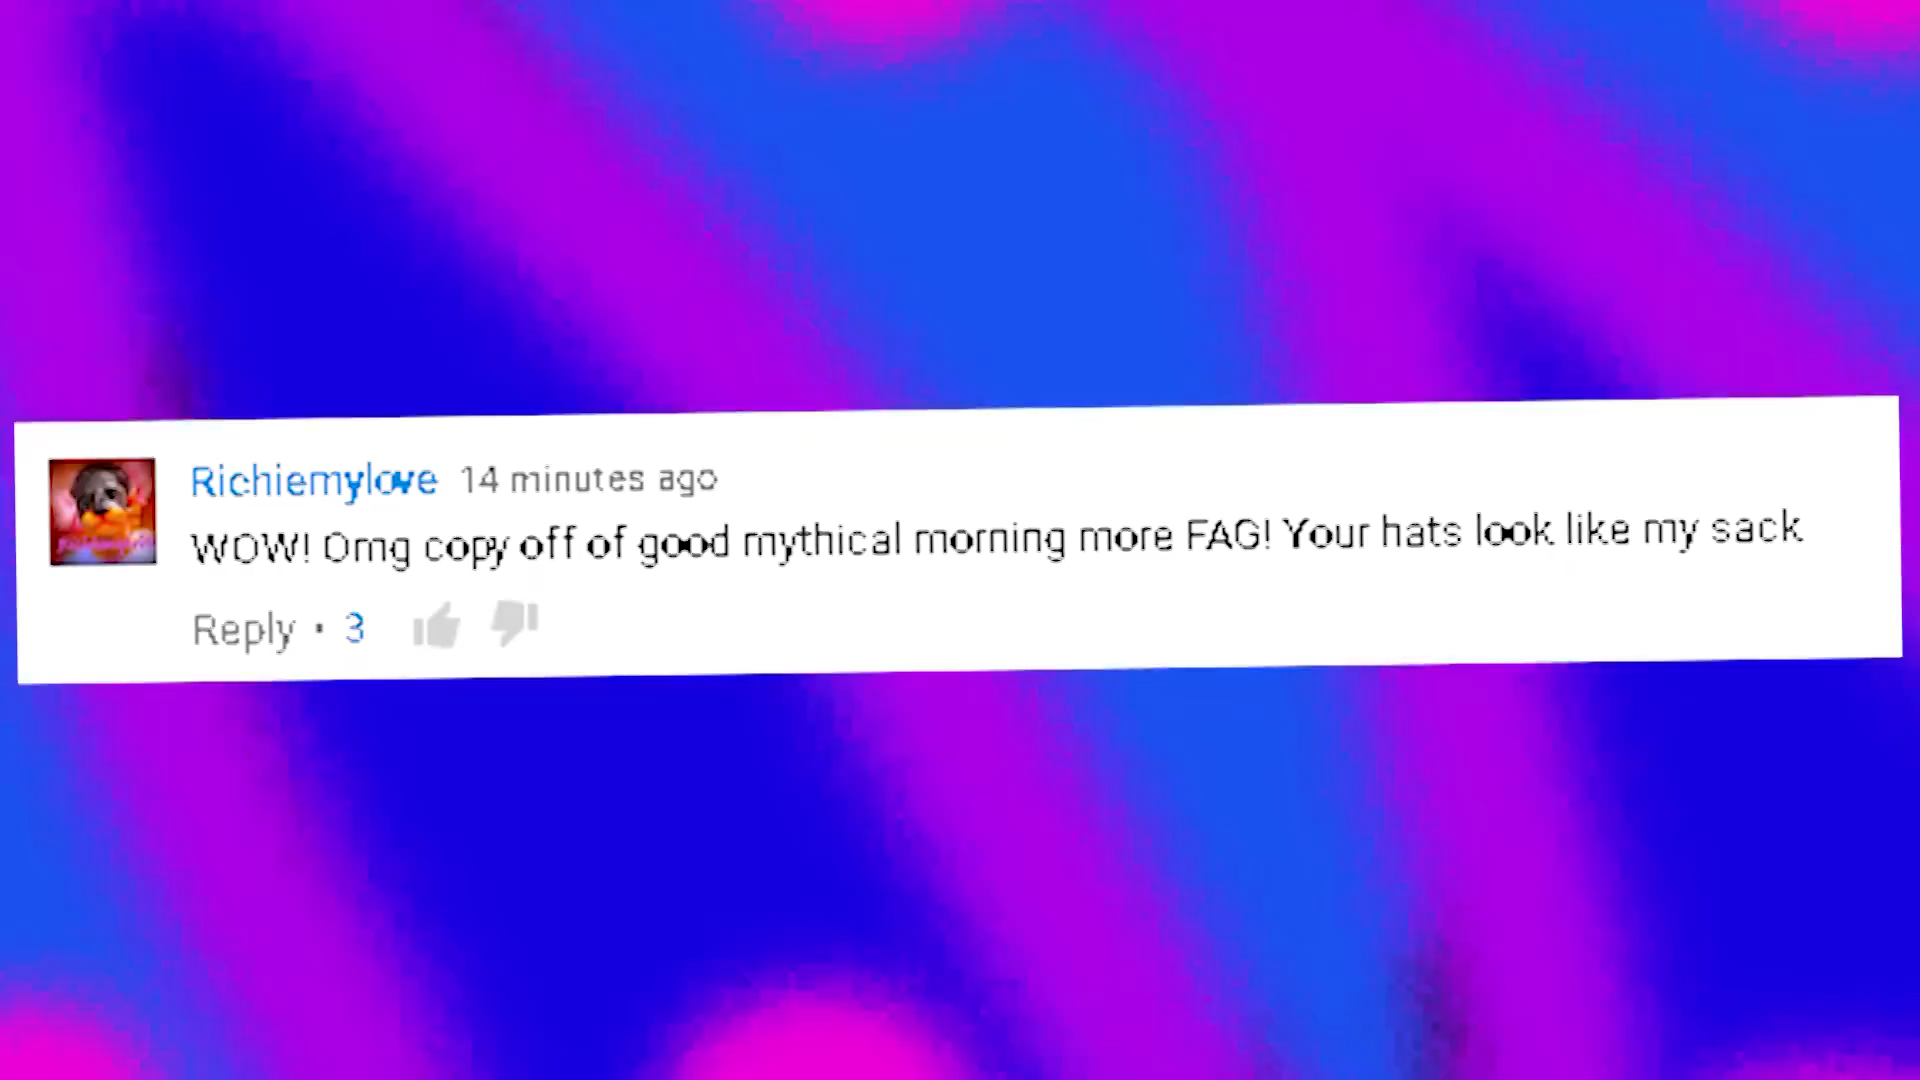 Richiemylove 14 minutes ago
WOW! Omg copy off of good mythical morning more FAG! Your hats look like my sack
Reply • 3